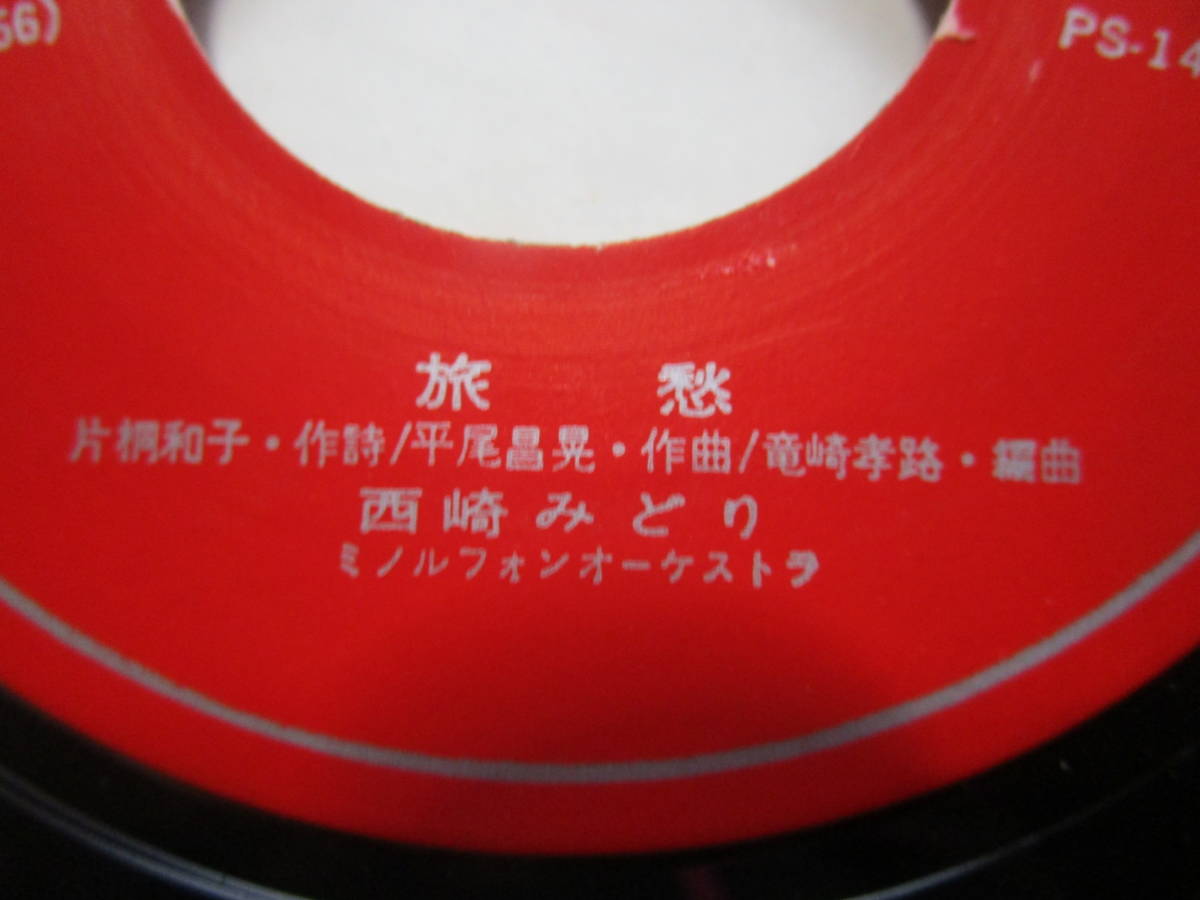 56)
PS-14
旅愁
片桐和子・作詩/平尾昌晃・作曲/竜崎孝路・編曲
西崎みどり
ミノルフォンオーケストラ